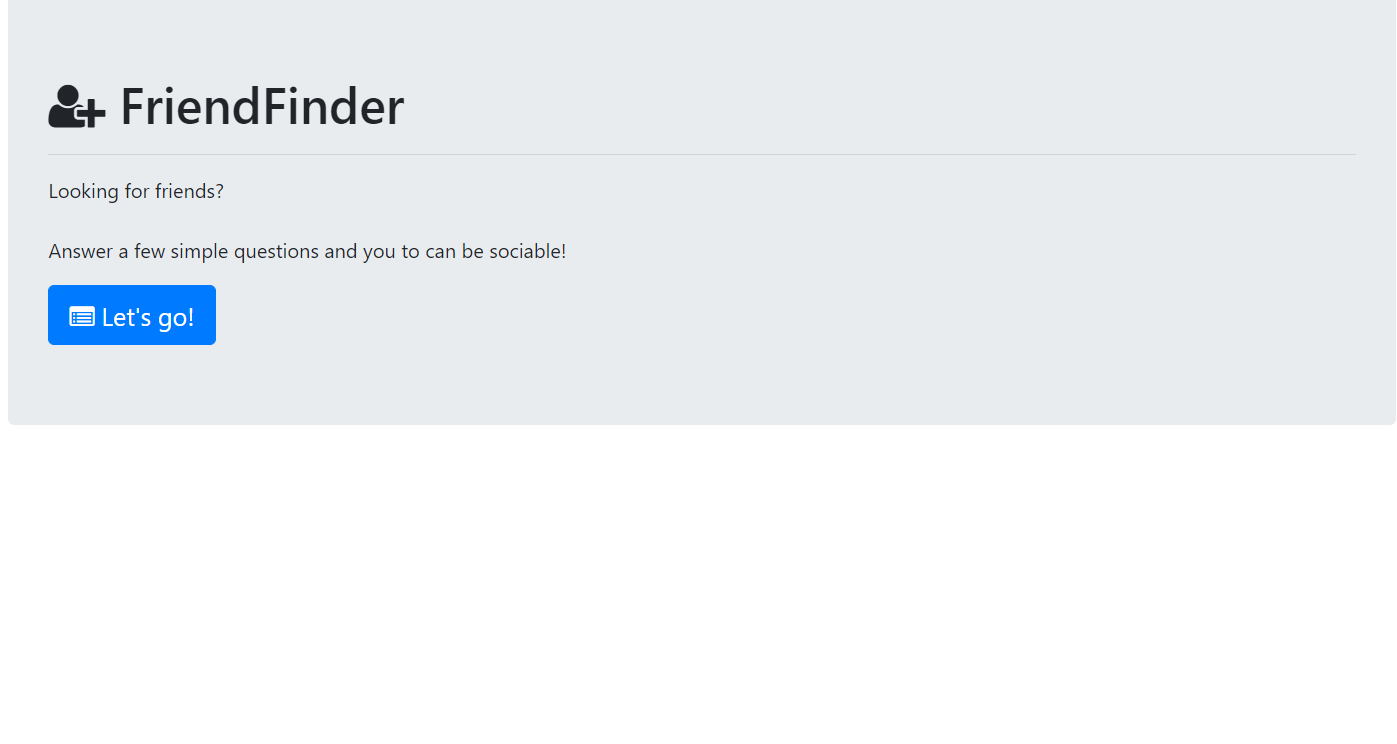 FriendFinder
Looking for friends?
Answer a few simple questions and you to can be sociable!
Let's go!